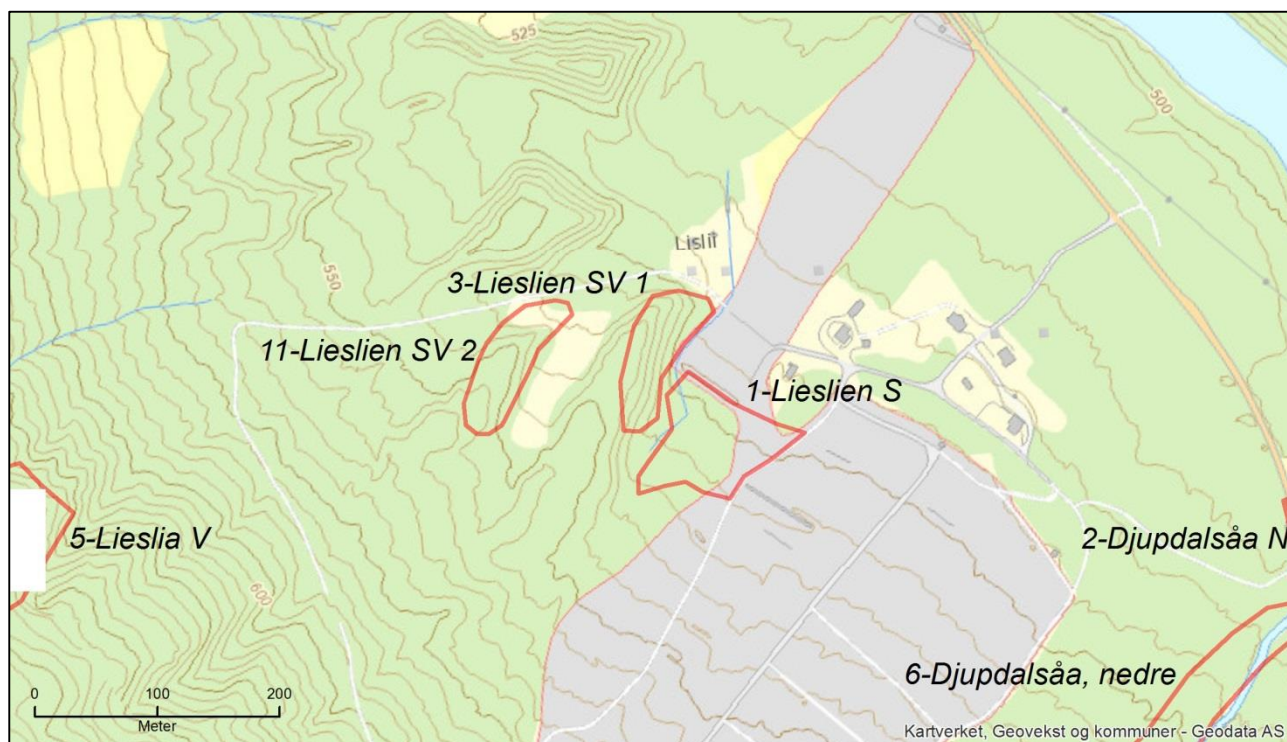 525
500
Lislii
3-Lieslien SV 1
550
11-Lieslien SV 2
1-Lieslien S
5-Lieslia V
2-Djupdalsåa N
600
6-Djupdalsåa, nedre
0 100 200
Meter
Kartverket, Geovekst og kommuner - Geodata AS